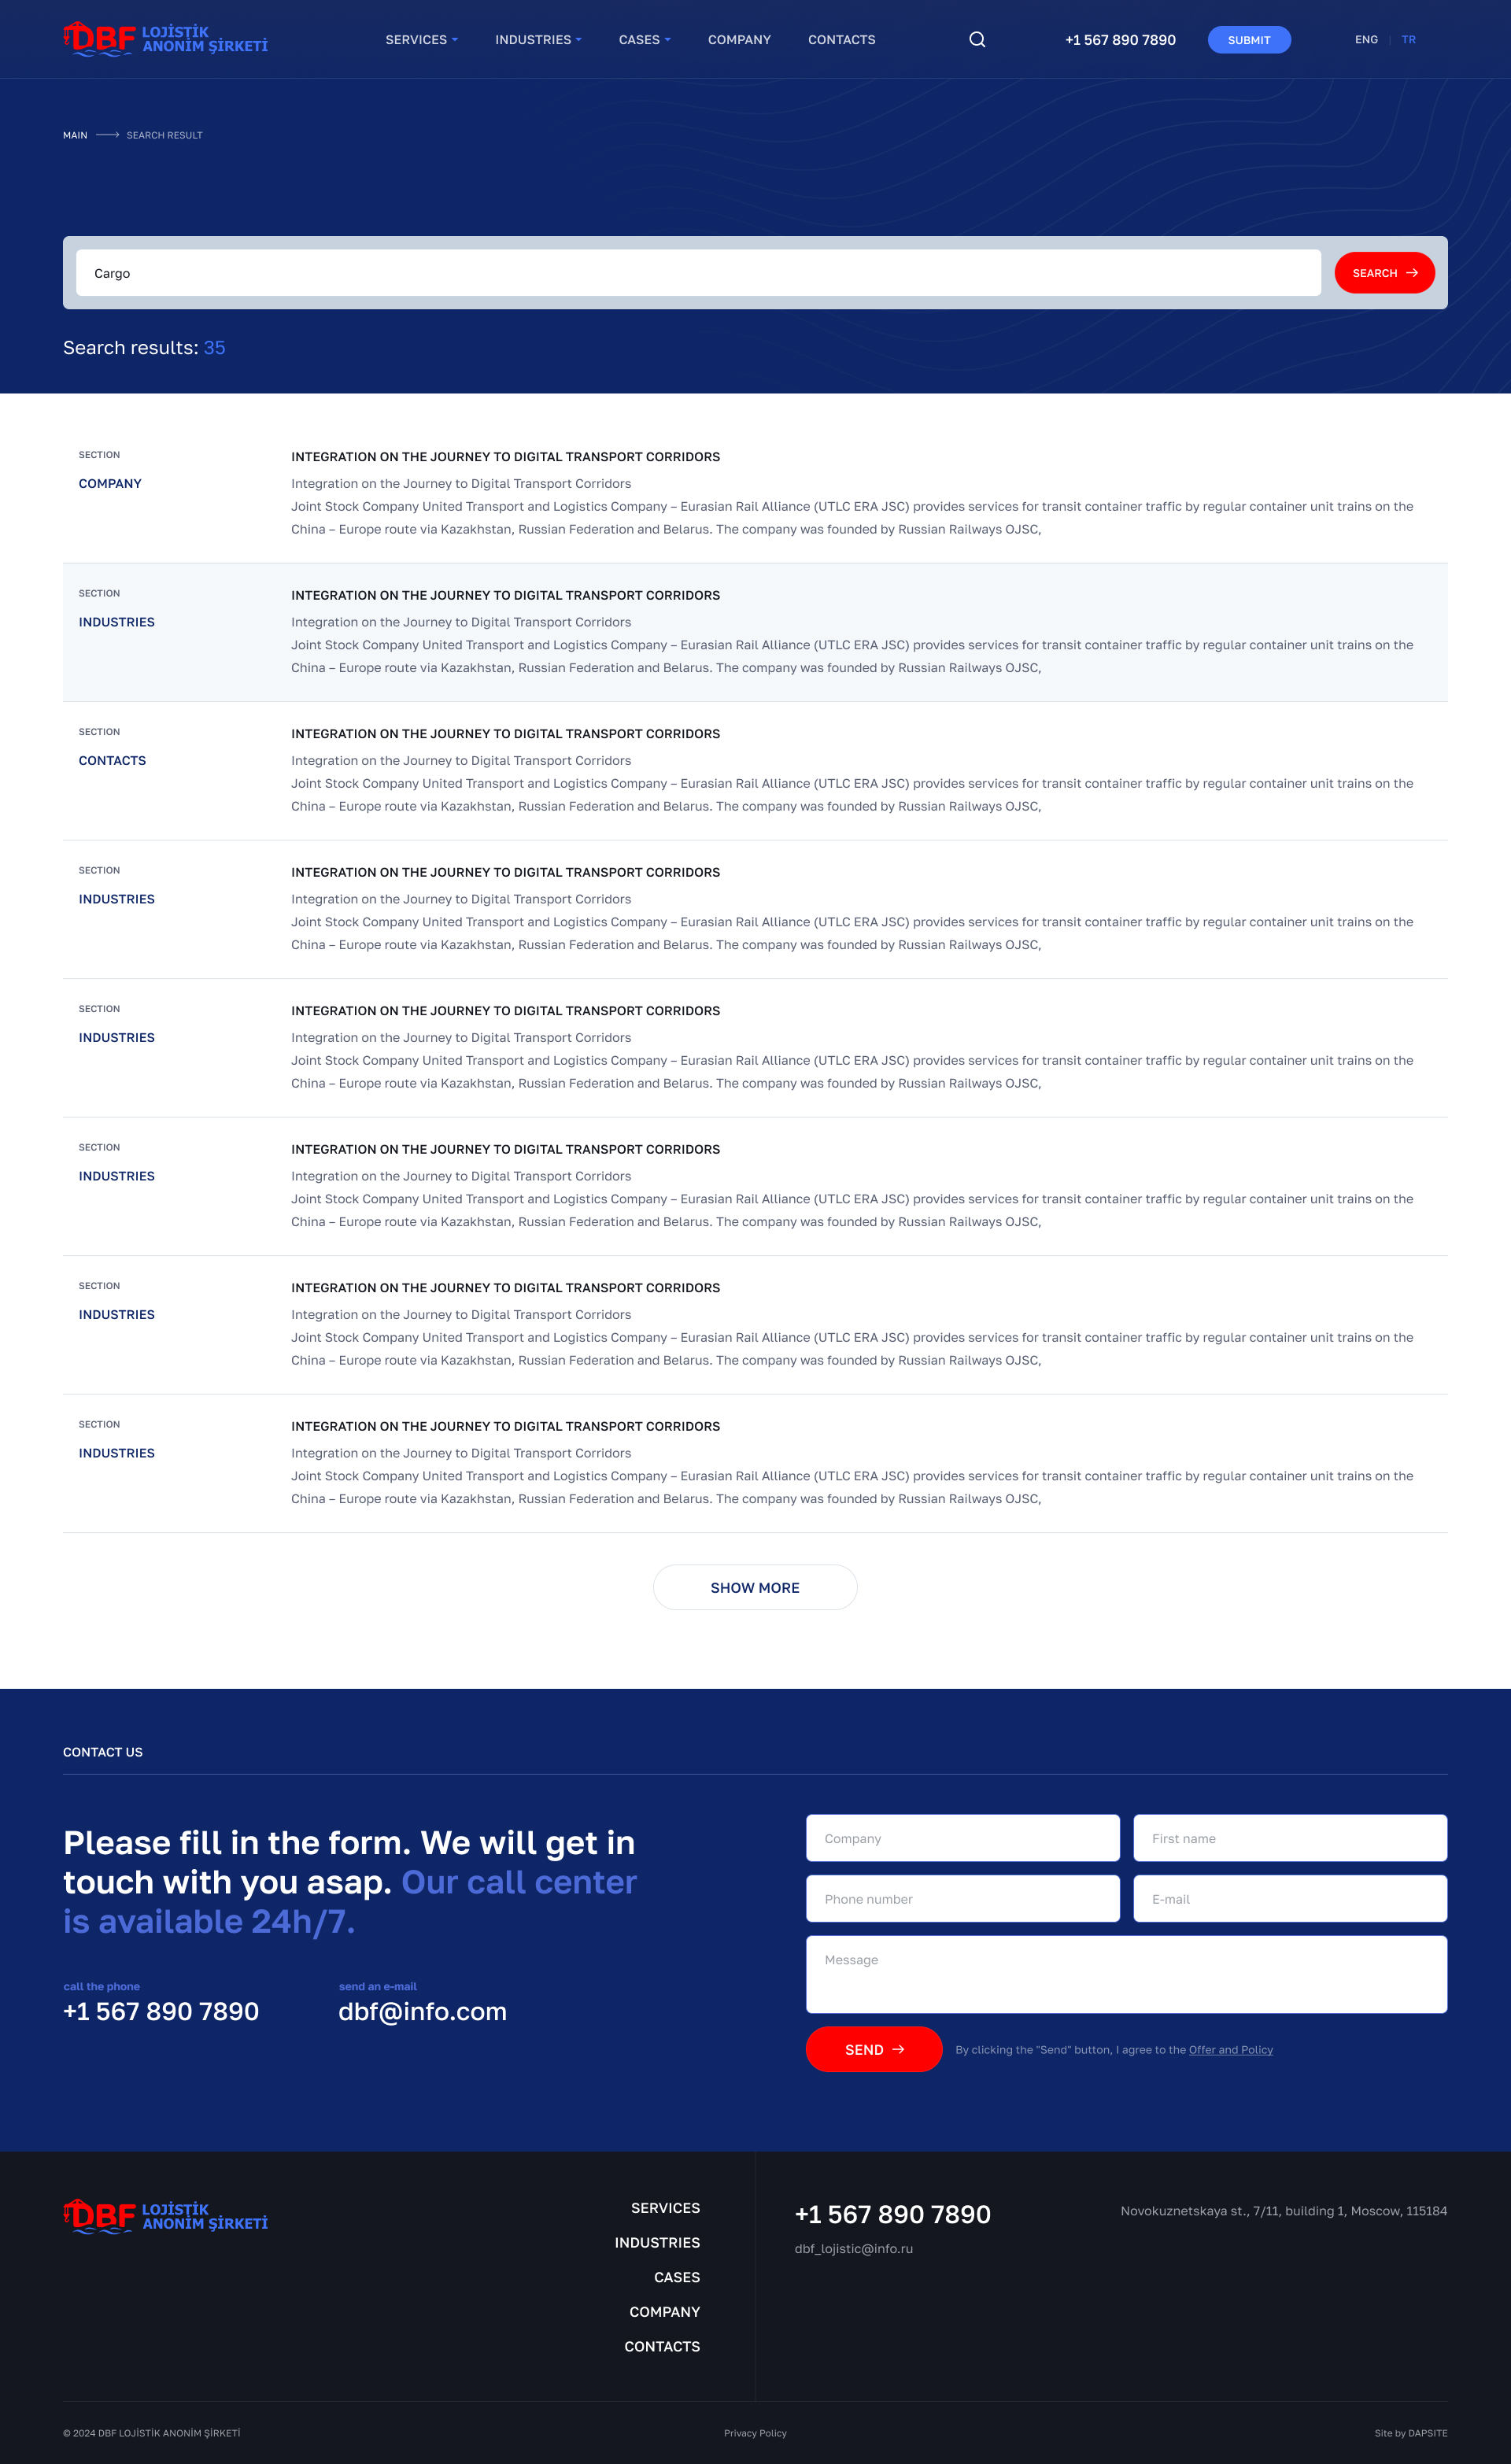 DBF LOJİSTİK
ANONİM ŞİRKETİ
SERVICES INDUSTRIES CASES COMPANY CONTACTS +1 567 890 7890 SUBMIT ENG TR
MAIN SEARCH RESULT
Cargo SEARCH
Search results: 35
SECTION
COMPANY
INTEGRATION ON THE JOURNEY TO DIGITAL TRANSPORT CORRIDORS
Integration on the Journey to Digital Transport Corridors
Joint Stock Company United Transport and Logistics Company – Eurasian Rail Alliance (UTLC ERA JSC) provides services for transit container traffic by regular container unit trains on the
China – Europe route via Kazakhstan, Russian Federation and Belarus. The company was founded by Russian Railways OJSC,
SECTION
INDUSTRIES
INTEGRATION ON THE JOURNEY TO DIGITAL TRANSPORT CORRIDORS
Integration on the Journey to Digital Transport Corridors
Joint Stock Company United Transport and Logistics Company – Eurasian Rail Alliance (UTLC ERA JSC) provides services for transit container traffic by regular container unit trains on the
China – Europe route via Kazakhstan, Russian Federation and Belarus. The company was founded by Russian Railways OJSC,
SECTION
CONTACTS
INTEGRATION ON THE JOURNEY TO DIGITAL TRANSPORT CORRIDORS
Integration on the Journey to Digital Transport Corridors
Joint Stock Company United Transport and Logistics Company – Eurasian Rail Alliance (UTLC ERA JSC) provides services for transit container traffic by regular container unit trains on the
China – Europe route via Kazakhstan, Russian Federation and Belarus. The company was founded by Russian Railways OJSC,
SECTION
INDUSTRIES
INTEGRATION ON THE JOURNEY TO DIGITAL TRANSPORT CORRIDORS
Integration on the Journey to Digital Transport Corridors
Joint Stock Company United Transport and Logistics Company – Eurasian Rail Alliance (UTLC ERA JSC) provides services for transit container traffic by regular container unit trains on the
China – Europe route via Kazakhstan, Russian Federation and Belarus. The company was founded by Russian Railways OJSC,
SECTION
INDUSTRIES
INTEGRATION ON THE JOURNEY TO DIGITAL TRANSPORT CORRIDORS
Integration on the Journey to Digital Transport Corridors
Joint Stock Company United Transport and Logistics Company – Eurasian Rail Alliance (UTLC ERA JSC) provides services for transit container traffic by regular container unit trains on the
China – Europe route via Kazakhstan, Russian Federation and Belarus. The company was founded by Russian Railways OJSC,
SECTION
INDUSTRIES
INTEGRATION ON THE JOURNEY TO DIGITAL TRANSPORT CORRIDORS
Integration on the Journey to Digital Transport Corridors
Joint Stock Company United Transport and Logistics Company – Eurasian Rail Alliance (UTLC ERA JSC) provides services for transit container traffic by regular container unit trains on the
China – Europe route via Kazakhstan, Russian Federation and Belarus. The company was founded by Russian Railways OJSC,
SECTION
INDUSTRIES
INTEGRATION ON THE JOURNEY TO DIGITAL TRANSPORT CORRIDORS
Integration on the Journey to Digital Transport Corridors
Joint Stock Company United Transport and Logistics Company – Eurasian Rail Alliance (UTLC ERA JSC) provides services for transit container traffic by regular container unit trains on the
China – Europe route via Kazakhstan, Russian Federation and Belarus. The company was founded by Russian Railways OJSC,
SECTION
INDUSTRIES
INTEGRATION ON THE JOURNEY TO DIGITAL TRANSPORT CORRIDORS
Integration on the Journey to Digital Transport Corridors
Joint Stock Company United Transport and Logistics Company – Eurasian Rail Alliance (UTLC ERA JSC) provides services for transit container traffic by regular container unit trains on the
China – Europe route via Kazakhstan, Russian Federation and Belarus. The company was founded by Russian Railways OJSC,
SHOW MORE
CONTACT US
Please fill in the form. We will get in
touch with you asap. Our call center
is available 24h/7.
call the phone
+1 567 890 7890
send an e-mail
dbf@info.com
Company
First name
Phone number
E-mail
Message
SEND
By clicking the "Send" button, I agree to the Offer and Policy
DBF LOJİSTİK
ANONİM ŞİRKETİ
SERVICES
INDUSTRIES
CASES
COMPANY
CONTACTS
+1 567 890 7890
dbf_lojistic@info.ru
Novokuznetskaya st., 7/11, building 1, Moscow, 115184
© 2024 DBF LOJİSTİK ANONİM ŞİRKETİ
Privacy Policy
Site by DAPSITE